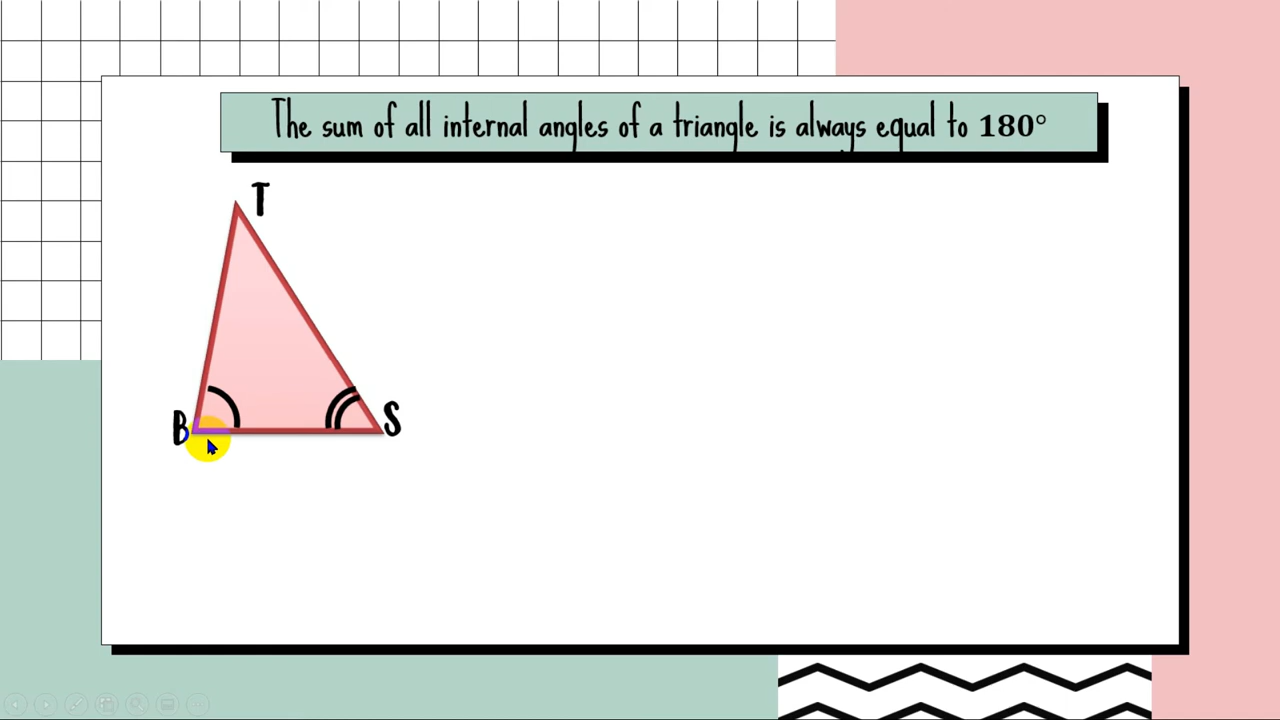 The sum of all internal angles of a triangle is always equal to 180°
T
B
S